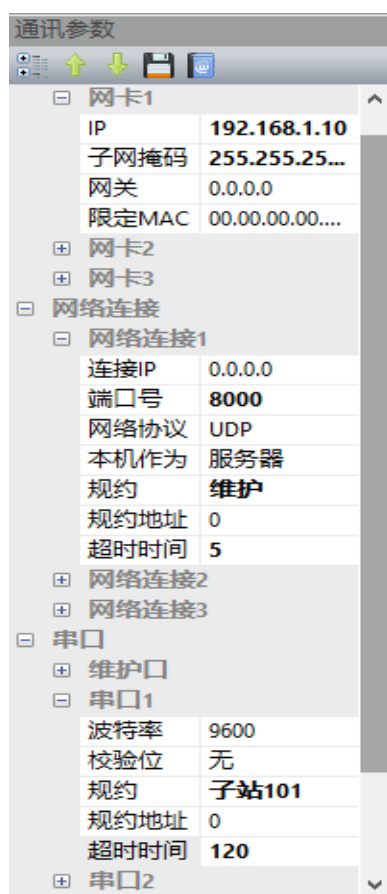 通讯参数
网卡1
IP 192.168.1.10
子网掩码 255.255.25...
网关 0.0.0.0
限定MAC 00.00.00.00....
网卡2
网卡3
网络连接
网络连接1
连接IP 0.0.0.0
端口号 8000
网络协议 UDP
本机作为 服务器
规约 维护
规约地址 0
超时时间 5
网络连接2
网络连接3
串口
维护口
串口1
波特率 9600
校验位 无
规约 子站101
规约地址 0
超时时间 120
串口2